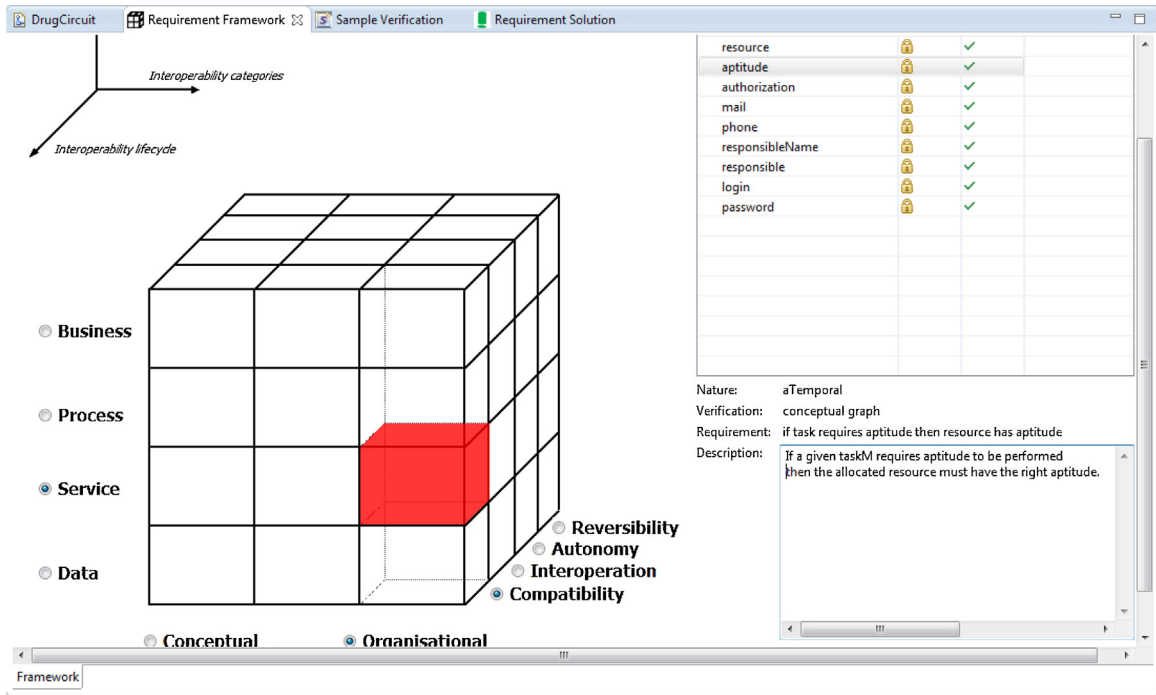 DrugCircuit
Requirement Framework
Sample Verification
Requirement Solution
Interoperability categories
Interoperability lifecycle
resource
aptitude
authorization
mail
phone
responsibleName
responsible
login
password
Business
Process
Service
Data
Reversibility
Autonomy
Interoperation
Compatibility
Conceptual
Organisational
Nature: aTemporal
Verification: conceptual graph
Requirement: if task requires aptitude then resource has aptitude
Description: If a given taskM requires aptitude to be performed
then the allocated resource must have the right aptitude.
Framework